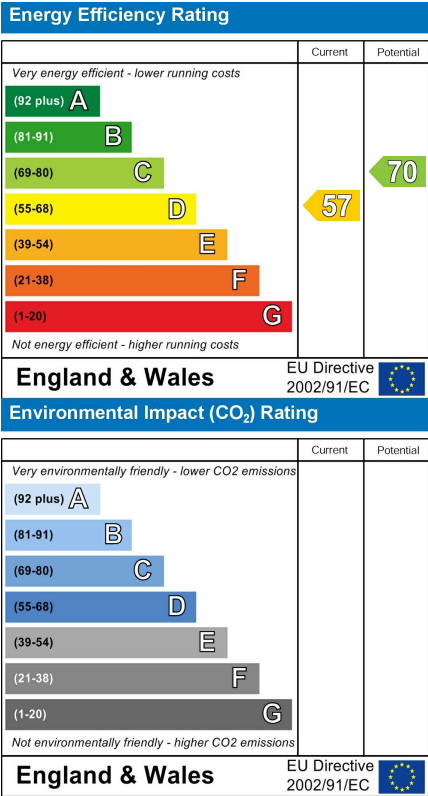 Energy Efficiency Rating
Current Potential
Very energy efficient - lower running costs
(92 plus) A
(81-91) B
(69-80) C
70
(55-68) D
57
(39-54) E
(21-38) F
(1-20) G
Not energy efficient - higher running costs
England & Wales
EU Directive
2002/91/EC
Environmental Impact (CO₂) Rating
Current Potential
Very environmentally friendly - lower CO2 emissions
(92 plus) A
(81-91) B
(69-80) C
(55-68) D
(39-54) E
(21-38) F
(1-20) G
Not environmentally friendly - higher CO2 emissions
England & Wales
EU Directive
2002/91/EC